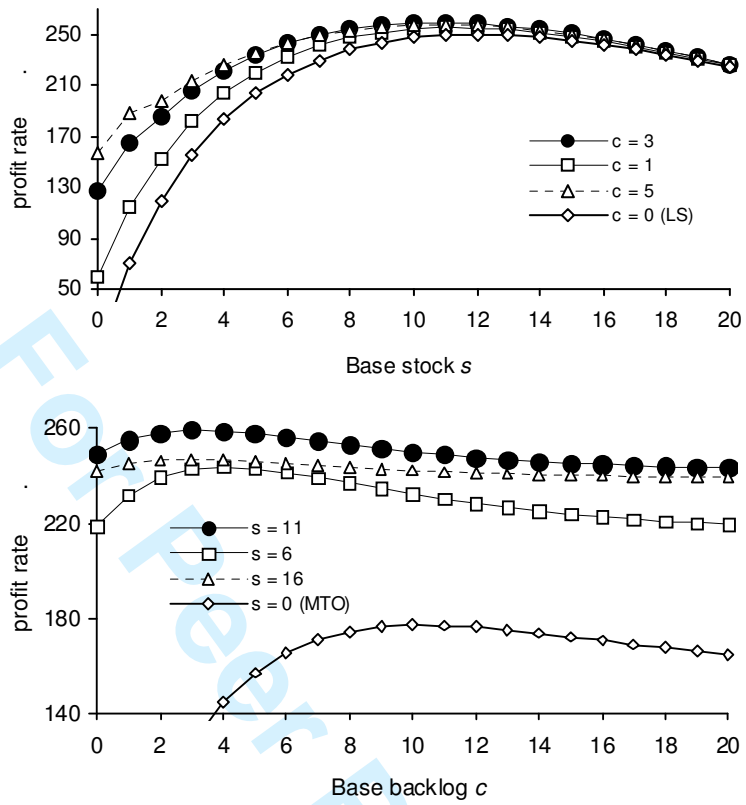 250
210
170
130
90
50
profit rate
c = 3
c = 1
c = 5
c = 0 (LS)
0 2 4 6 8 10 12 14 16 18 20
Base stock s
260
220
180
140
profit rate
s = 11
s = 6
s = 16
s = 0 (MTO)
0 2 4 6 8 10 12 14 16 18 20
Base backlog c
For Peer